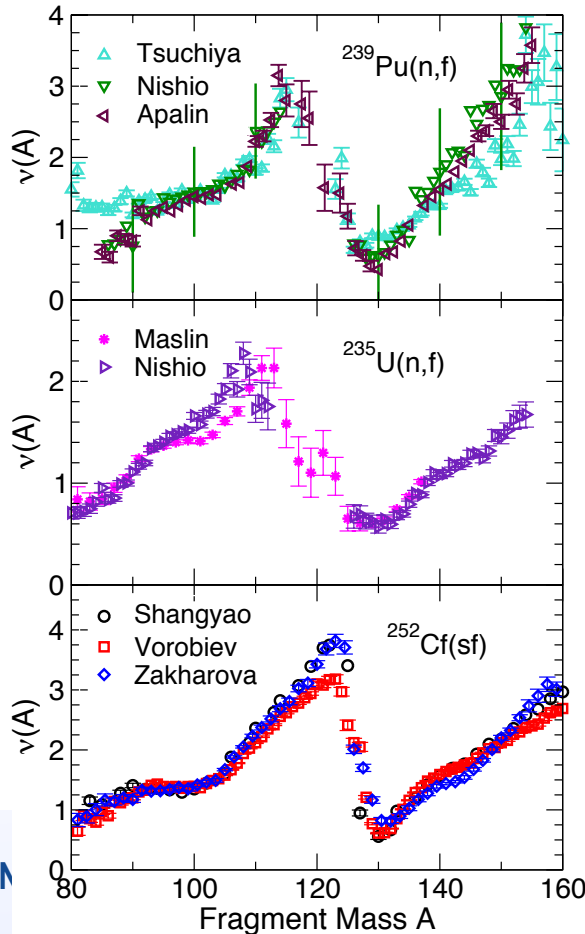 4
Tsuchiya
²³⁹Pu(n,f)
Nishio
3
Apalin
ν(A)
2
1
0
Maslin
²³⁵U(n,f)
Nishio
2
ν(A)
1
0
Shangyao
²⁵²Cf(sf)
4
Vorobiev
Zakharova
3
ν(A)
2
1
N
0
80 100 120 140 160
Fragment Mass A